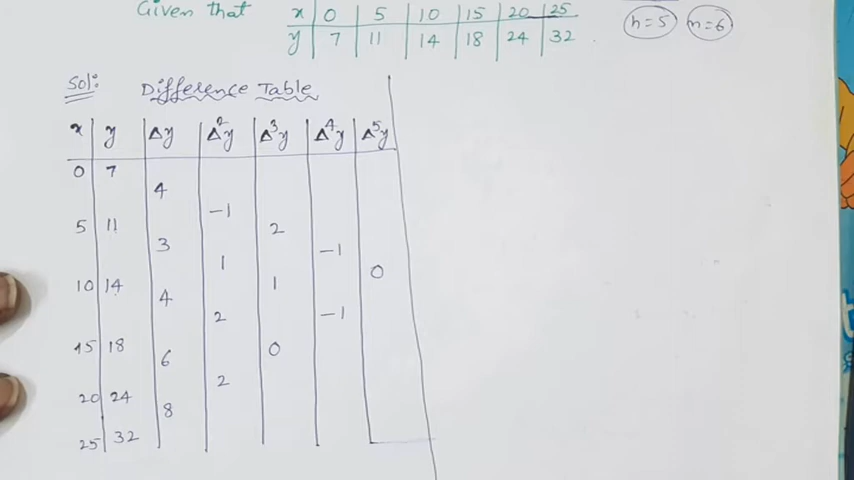 Given that x 0 5 10 15 20 25
y 7 11 14 18 24 32
h=5 n=6
Sol:
Difference Table
x y Δy Δ²y Δ³y Δ⁴y Δ⁵y
0 7
4
-1
5 11 2
3 -1
1 0
10 14 1
4 -1
2
15 18 0
6
2
20 24
8
25 32